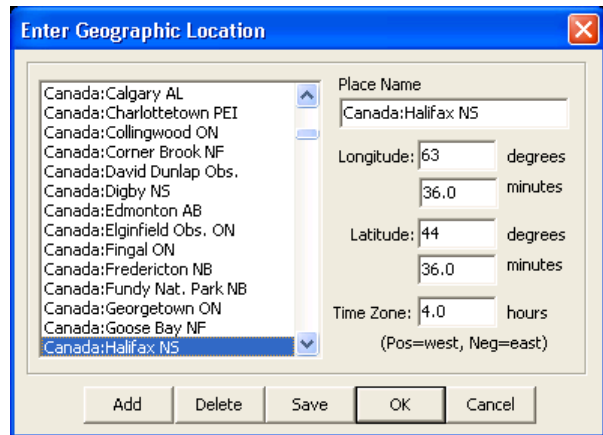 Enter Geographic Location
Canada:Calgary AL
Canada:Charlottetown PEI
Canada:Collingwood ON
Canada:Corner Brook NF
Canada:David Dunlap Obs.
Canada:Digby NS
Canada:Edmonton AB
Canada:Elginfield Obs. ON
Canada:Fingal ON
Canada:Fredericton NB
Canada:Fundy Nat. Park NB
Canada:Georgetown ON
Canada:Goose Bay NF
Canada:Halifax NS
Place Name
Canada:Halifax NS
Longitude: 63 degrees
36.0 minutes
Latitude: 44 degrees
36.0 minutes
Time Zone: 4.0 hours
(Pos=west, Neg=east)
Add Delete Save OK Cancel